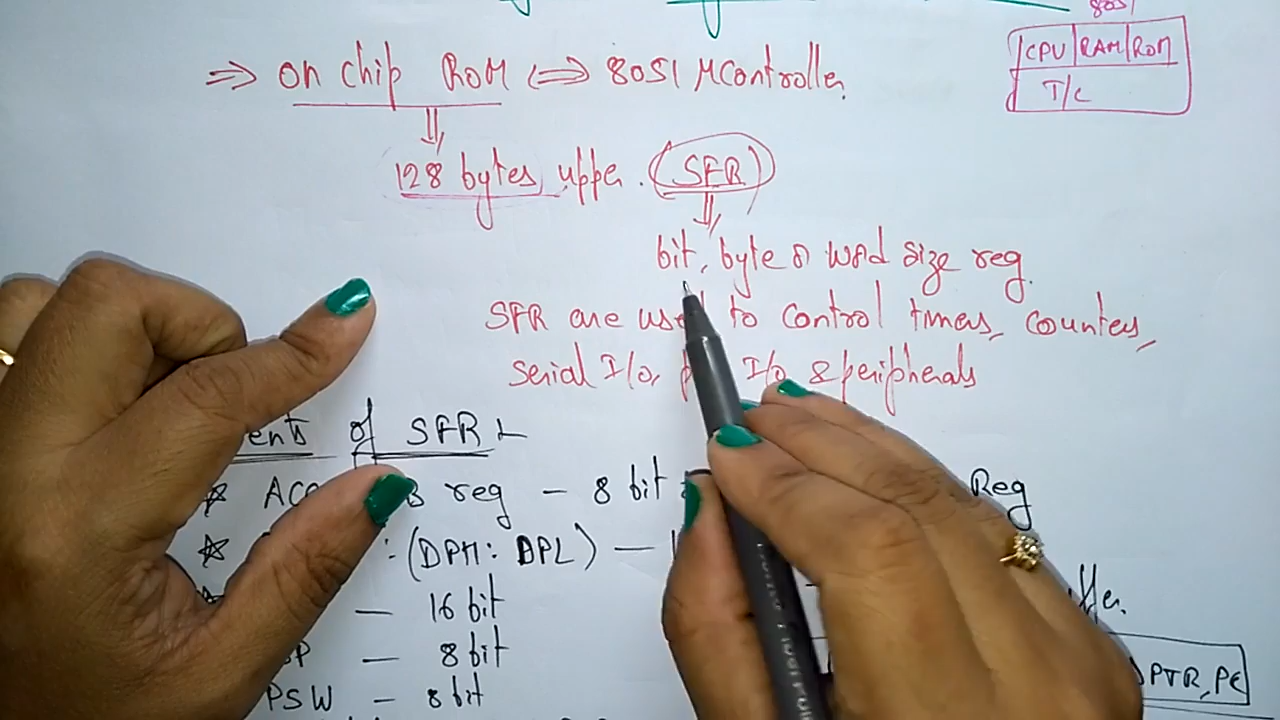 8051
CPU RAM ROM
T/C
⇒ on chip ROM ⇔ 8051 μController.
128 bytes upper. (SFR)
bit, byte or word size reg.
SFR are used to control timers, counters,
serial I/O, I/O & peripherals
of SFR :-
reg - 8 bit Reg
: (DPH : DPL) -
- 16 bit
- 8 bit
PSW - 8 bit
DPTR, PC